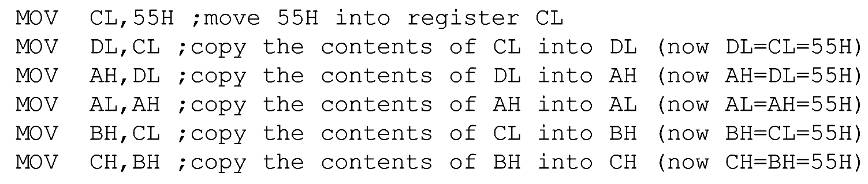 MOV CL,55H ;move 55H into register CL
MOV DL,CL ;copy the contents of CL into DL (now DL=CL=55H)
MOV AH,DL ;copy the contents of DL into AH (now AH=DL=55H)
MOV AL,AH ;copy the contents of AH into AL (now AL=AH=55H)
MOV BH,CL ;copy the contents of CL into BH (now BH=CL=55H)
MOV CH,BH ;copy the contents of BH into CH (now CH=BH=55H)